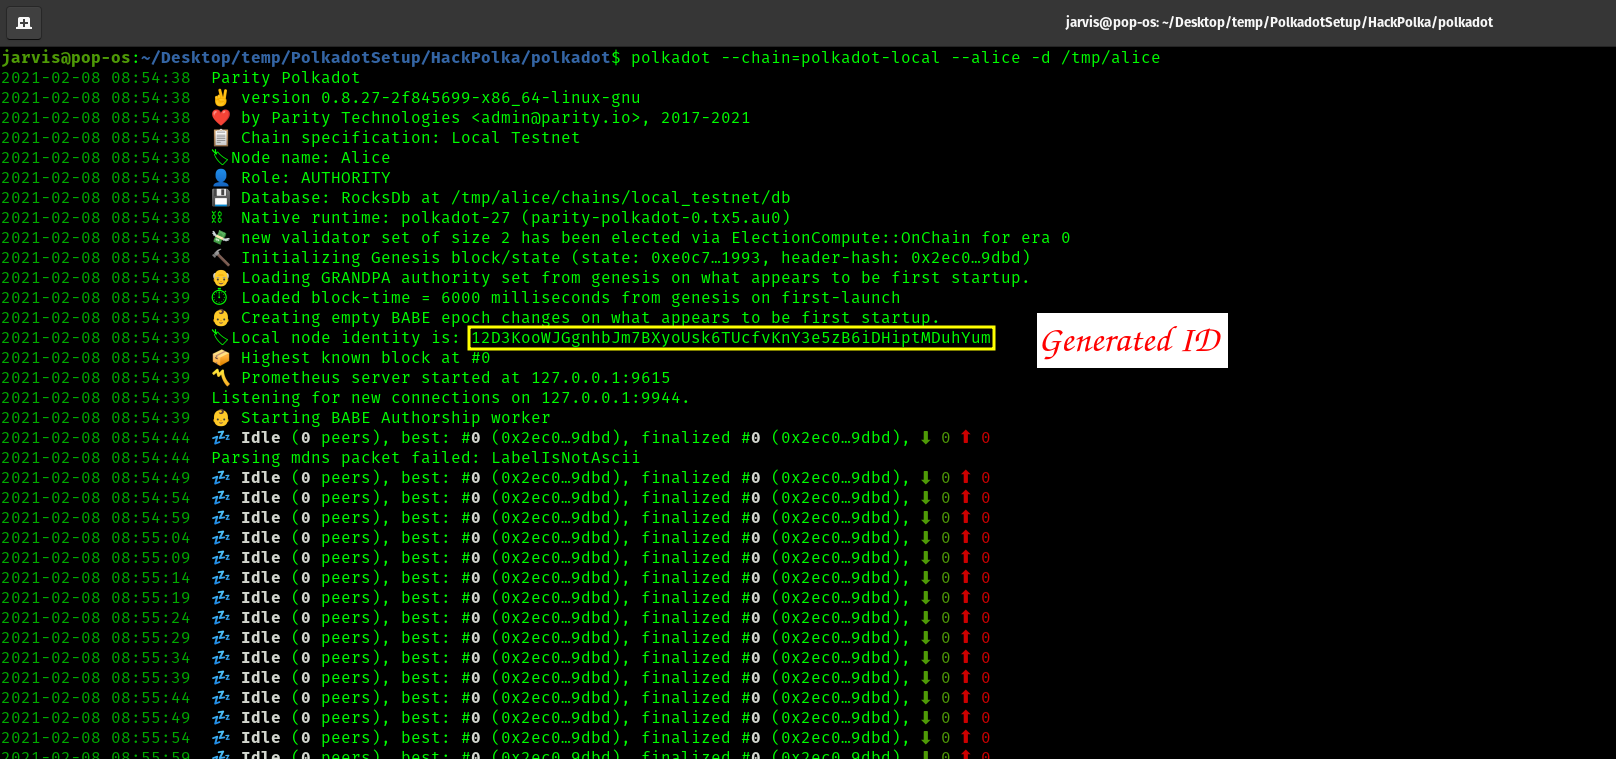 jarvis@pop-os: ~/Desktop/temp/PolkadotSetup/HackPolka/polkadot
jarvis@pop-os:~/Desktop/temp/PolkadotSetup/HackPolka/polkadot$ polkadot --chain=polkadot-local --alice -d /tmp/alice
2021-02-08 08:54:38  Parity Polkadot
2021-02-08 08:54:38  ✌️ version 0.8.27-2f845699-x86_64-linux-gnu
2021-02-08 08:54:38  ❤️ by Parity Technologies <admin@parity.io>, 2017-2021
2021-02-08 08:54:38  📋 Chain specification: Local Testnet
2021-02-08 08:54:38  🏷Node name: Alice
2021-02-08 08:54:38  👤 Role: AUTHORITY
2021-02-08 08:54:38  💾 Database: RocksDb at /tmp/alice/chains/local_testnet/db
2021-02-08 08:54:38  ⛓ Native runtime: polkadot-27 (parity-polkadot-0.tx5.au0)
2021-02-08 08:54:38  💸 new validator set of size 2 has been elected via ElectionCompute::OnChain for era 0
2021-02-08 08:54:38  🔨 Initializing Genesis block/state (state: 0xe0c7…1993, header-hash: 0x2ec0…9dbd)
2021-02-08 08:54:38  👴 Loading GRANDPA authority set from genesis on what appears to be first startup.
2021-02-08 08:54:39  ⏱ Loaded block-time = 6000 milliseconds from genesis on first-launch
2021-02-08 08:54:39  👶 Creating empty BABE epoch changes on what appears to be first startup.
2021-02-08 08:54:39  🏷Local node identity is: 12D3KooWJGgnhbJm7BXyoUsk6TUcfvKnY3e5zB6iDHiptMDuhYum
Generated ID
2021-02-08 08:54:39  📦 Highest known block at #0
2021-02-08 08:54:39  〽️ Prometheus server started at 127.0.0.1:9615
2021-02-08 08:54:39  Listening for new connections on 127.0.0.1:9944.
2021-02-08 08:54:39  👶 Starting BABE Authorship worker
2021-02-08 08:54:44  💤 Idle (0 peers), best: #0 (0x2ec0…9dbd), finalized #0 (0x2ec0…9dbd), ⬇ 0 ⬆ 0
2021-02-08 08:54:44  Parsing mdns packet failed: LabelIsNotAscii
2021-02-08 08:54:49  💤 Idle (0 peers), best: #0 (0x2ec0…9dbd), finalized #0 (0x2ec0…9dbd), ⬇ 0 ⬆ 0
2021-02-08 08:54:54  💤 Idle (0 peers), best: #0 (0x2ec0…9dbd), finalized #0 (0x2ec0…9dbd), ⬇ 0 ⬆ 0
2021-02-08 08:54:59  💤 Idle (0 peers), best: #0 (0x2ec0…9dbd), finalized #0 (0x2ec0…9dbd), ⬇ 0 ⬆ 0
2021-02-08 08:55:04  💤 Idle (0 peers), best: #0 (0x2ec0…9dbd), finalized #0 (0x2ec0…9dbd), ⬇ 0 ⬆ 0
2021-02-08 08:55:09  💤 Idle (0 peers), best: #0 (0x2ec0…9dbd), finalized #0 (0x2ec0…9dbd), ⬇ 0 ⬆ 0
2021-02-08 08:55:14  💤 Idle (0 peers), best: #0 (0x2ec0…9dbd), finalized #0 (0x2ec0…9dbd), ⬇ 0 ⬆ 0
2021-02-08 08:55:19  💤 Idle (0 peers), best: #0 (0x2ec0…9dbd), finalized #0 (0x2ec0…9dbd), ⬇ 0 ⬆ 0
2021-02-08 08:55:24  💤 Idle (0 peers), best: #0 (0x2ec0…9dbd), finalized #0 (0x2ec0…9dbd), ⬇ 0 ⬆ 0
2021-02-08 08:55:29  💤 Idle (0 peers), best: #0 (0x2ec0…9dbd), finalized #0 (0x2ec0…9dbd), ⬇ 0 ⬆ 0
2021-02-08 08:55:34  💤 Idle (0 peers), best: #0 (0x2ec0…9dbd), finalized #0 (0x2ec0…9dbd), ⬇ 0 ⬆ 0
2021-02-08 08:55:39  💤 Idle (0 peers), best: #0 (0x2ec0…9dbd), finalized #0 (0x2ec0…9dbd), ⬇ 0 ⬆ 0
2021-02-08 08:55:44  💤 Idle (0 peers), best: #0 (0x2ec0…9dbd), finalized #0 (0x2ec0…9dbd), ⬇ 0 ⬆ 0
2021-02-08 08:55:49  💤 Idle (0 peers), best: #0 (0x2ec0…9dbd), finalized #0 (0x2ec0…9dbd), ⬇ 0 ⬆ 0
2021-02-08 08:55:54  💤 Idle (0 peers), best: #0 (0x2ec0…9dbd), finalized #0 (0x2ec0…9dbd), ⬇ 0 ⬆ 0
2021-02-08 08:55:59  💤 Idle (0 peers), best: #0 (0x2ec0…9dbd), finalized #0 (0x2ec0…9dbd), ⬇ 0 ⬆ 0